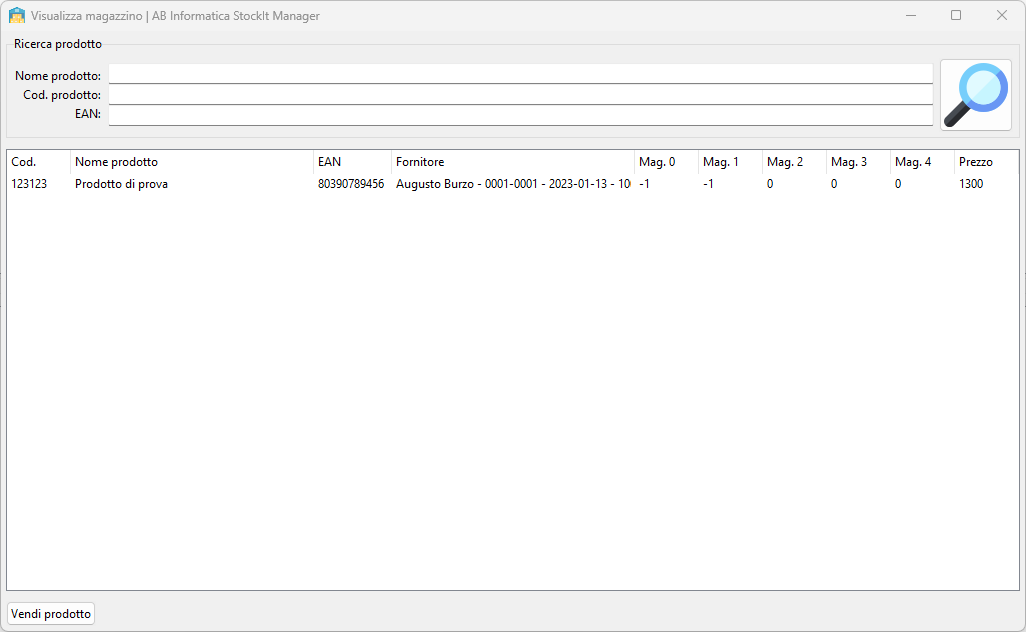 Visualizza magazzino | AB Informatica StockIt Manager
Ricerca prodotto
Nome prodotto:
Cod. prodotto:
EAN:
Cod. Nome prodotto EAN Fornitore Mag. 0 Mag. 1 Mag. 2 Mag. 3 Mag. 4 Prezzo
123123 Prodotto di prova 80390789456 Augusto Burzo - 0001-0001 - 2023-01-13 - -1 -1 0 0 0 1300
Vendi prodotto